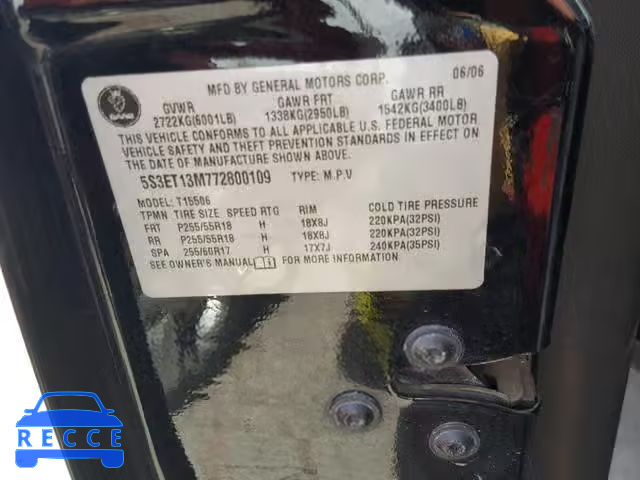 MFD BY GENERAL MOTORS CORP. 06/06
GVWR GAWR FRT GAWR RR
2722KG(6001LB) 1338KG(2950LB) 1542KG(3400LB)
THIS VEHICLE CONFORMS TO ALL APPLICABLE U.S. FEDERAL MOTOR
VEHICLE SAFETY AND THEFT PREVENTION STANDARDS IN EFFECT ON
THE DATE OF MANUFACTURE SHOWN ABOVE.
5S3ET13M772800109 TYPE: M.P.V
MODEL: T15506
TPMN TIRE SIZE SPEED RTG RIM COLD TIRE PRESSURE
FRT P255/55R18 H 18X8J 220KPA(32PSI)
RR P255/55R18 H 18X8J 220KPA(32PSI)
SPA 255/60R17 H 17X7J 240KPA(35PSI)
SEE OWNER'S MANUAL FOR MORE INFORMATION
RECCE